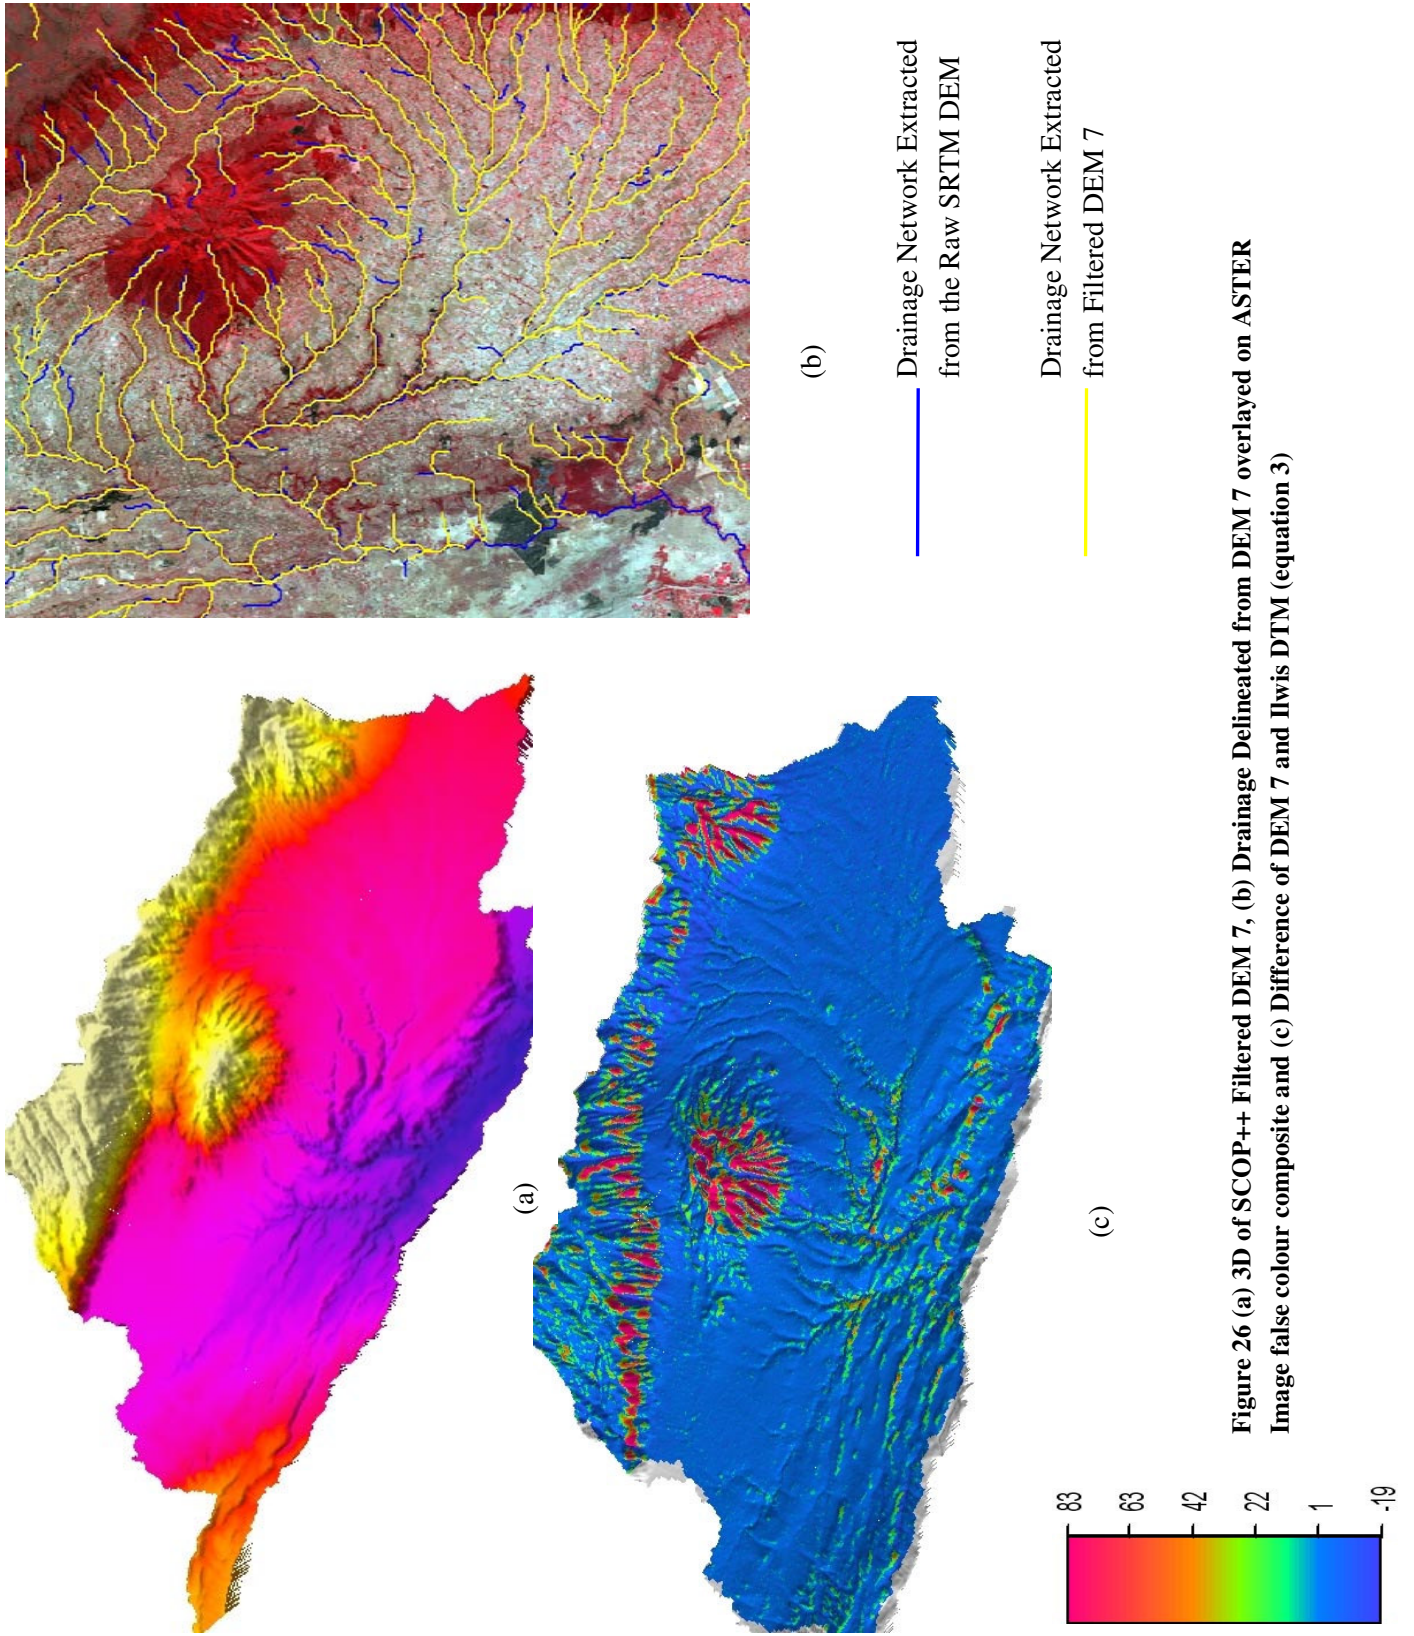 (a)
(b)
(c)
Drainage Network Extracted
from the Raw SRTM DEM
Drainage Network Extracted
from Filtered DEM 7
83
63
42
22
1
-19
Figure 26 (a) 3D of SCOP++ Filtered DEM 7, (b) Drainage Delineated from DEM 7 overlayed on ASTER
Image false colour composite and (c) Difference of DEM 7 and Ilwis DTM (equation 3)